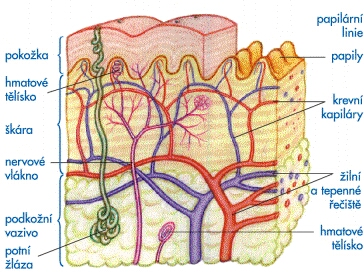 pokožka
hmatové
tělísko
škára
nervové
vlákno
podkožní
vazivo
potní
žláza
papilární
linie
papily
krevní
kapiláry
žilní
a tepenné
řečiště
hmatové
tělísko